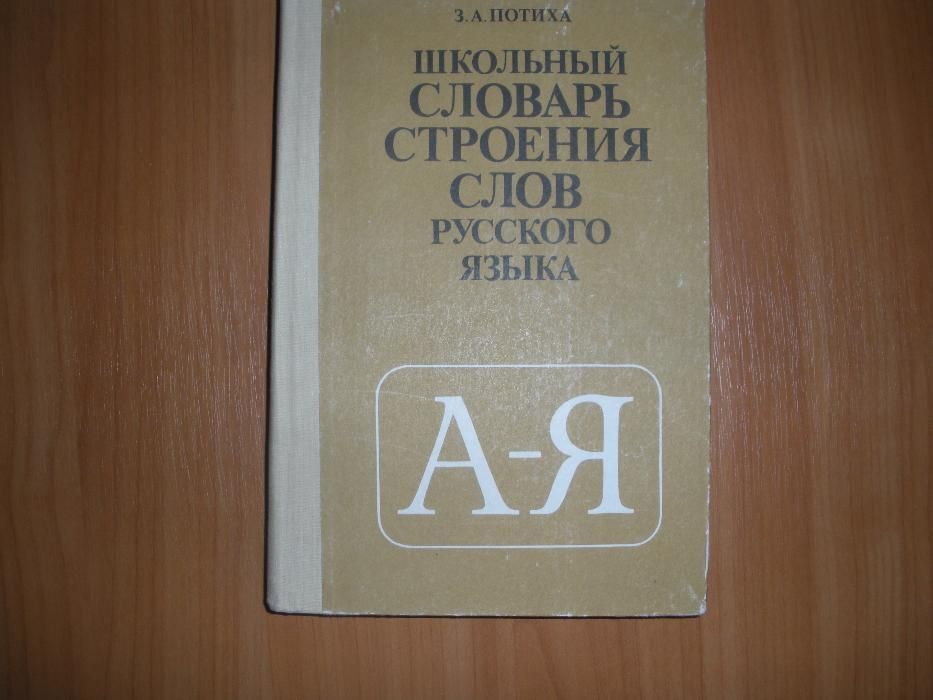 З.А.ПОТИХА
ШКОЛЬНЫЙ
СЛОВАРЬ
СТРОЕНИЯ
СЛОВ
РУССКОГО
ЯЗЫКА
А-Я